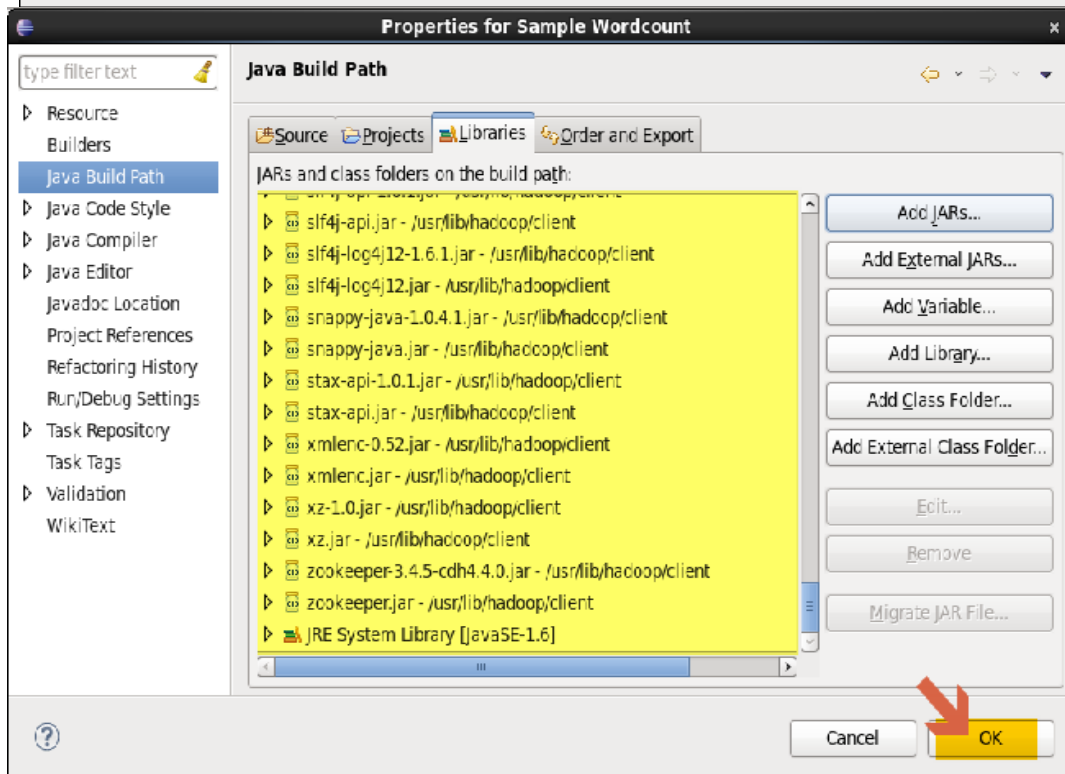 Properties for Sample Wordcount
type filter text
Java Build Path
Resource
Builders
Java Build Path
Java Code Style
Java Compiler
Java Editor
Javadoc Location
Project References
Refactoring History
Run/Debug Settings
Task Repository
Task Tags
Validation
WikiText
Source Projects Libraries Order and Export
JARs and class folders on the build path:
slf4j-api.jar - /usr/lib/hadoop/client
slf4j-log4j12-1.6.1.jar - /usr/lib/hadoop/client
slf4j-log4j12.jar - /usr/lib/hadoop/client
snappy-java-1.0.4.1.jar - /usr/lib/hadoop/client
snappy-java.jar - /usr/lib/hadoop/client
stax-api-1.0.1.jar - /usr/lib/hadoop/client
stax-api.jar - /usr/lib/hadoop/client
xmlenc-0.52.jar - /usr/lib/hadoop/client
xmlenc.jar - /usr/lib/hadoop/client
xz-1.0.jar - /usr/lib/hadoop/client
xz.jar - /usr/lib/hadoop/client
zookeeper-3.4.5-cdh4.4.0.jar - /usr/lib/hadoop/client
zookeeper.jar - /usr/lib/hadoop/client
JRE System Library [JavaSE-1.6]
Add JARs...
Add External JARs...
Add Variable...
Add Library...
Add Class Folder...
Add External Class Folder...
Edit...
Remove
Migrate JAR File...
Cancel
OK